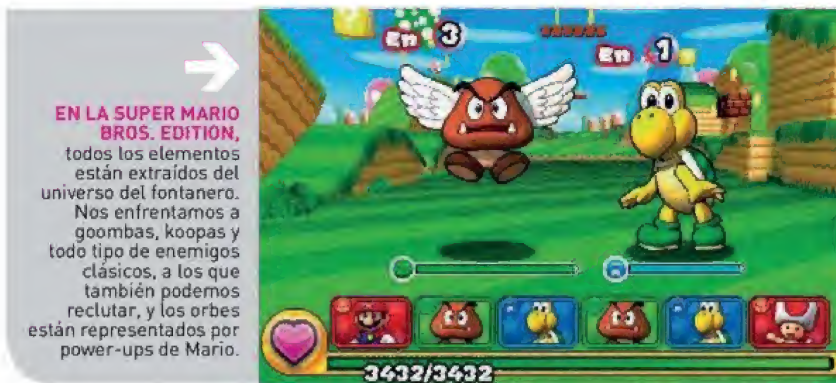 EN LA SUPER MARIO
BROS. EDITION,
todos los elementos
están extraídos del
universo del fontanero.
Nos enfrentamos a
goombas, koopas y
todo tipo de enemigos
clásicos, a los que
también podemos
reclutar, y los orbes
están representados por
power-ups de Mario.
En 3
En 1
3432/3432